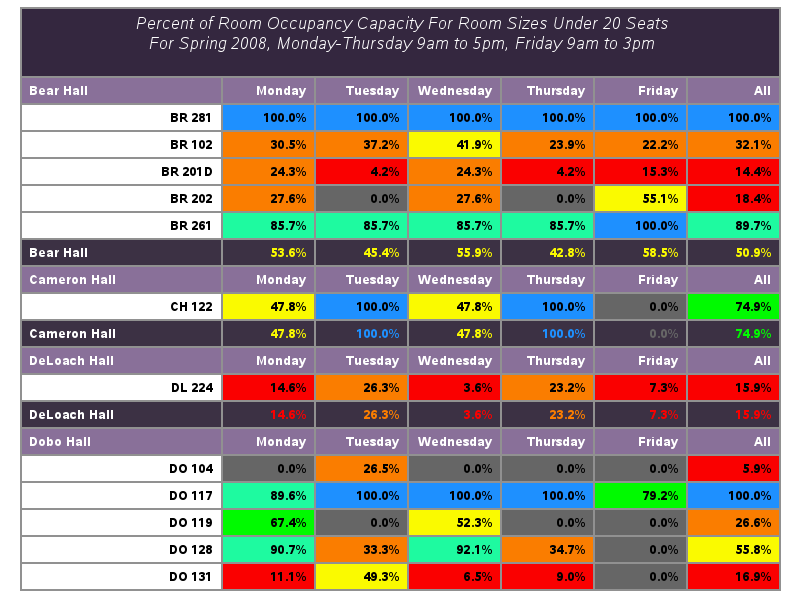 Percent of Room Occupancy Capacity For Room Sizes Under 20 Seats
For Spring 2008, Monday-Thursday 9am to 5pm, Friday 9am to 3pm
Bear Hall Monday Tuesday Wednesday Thursday Friday All
BR 281 100.0% 100.0% 100.0% 100.0% 100.0% 100.0%
BR 102 30.5% 37.2% 41.9% 23.9% 22.2% 32.1%
BR 201D 24.3% 4.2% 24.3% 4.2% 15.3% 14.4%
BR 202 27.6% 0.0% 27.6% 0.0% 55.1% 18.4%
BR 261 85.7% 85.7% 85.7% 85.7% 100.0% 89.7%
Bear Hall 53.6% 45.4% 55.9% 42.8% 58.5% 50.9%
Cameron Hall Monday Tuesday Wednesday Thursday Friday All
CH 122 47.8% 100.0% 47.8% 100.0% 0.0% 74.9%
Cameron Hall 47.8% 100.0% 47.8% 100.0% 0.0% 74.9%
DeLoach Hall Monday Tuesday Wednesday Thursday Friday All
DL 224 14.6% 26.3% 3.6% 23.2% 7.3% 15.9%
DeLoach Hall 14.6% 26.3% 3.6% 23.2% 7.3% 15.9%
Dobo Hall Monday Tuesday Wednesday Thursday Friday All
DO 104 0.0% 26.5% 0.0% 0.0% 0.0% 5.9%
DO 117 89.6% 100.0% 100.0% 100.0% 79.2% 100.0%
DO 119 67.4% 0.0% 52.3% 0.0% 0.0% 26.6%
DO 128 90.7% 33.3% 92.1% 34.7% 0.0% 55.8%
DO 131 11.1% 49.3% 6.5% 9.0% 0.0% 16.9%